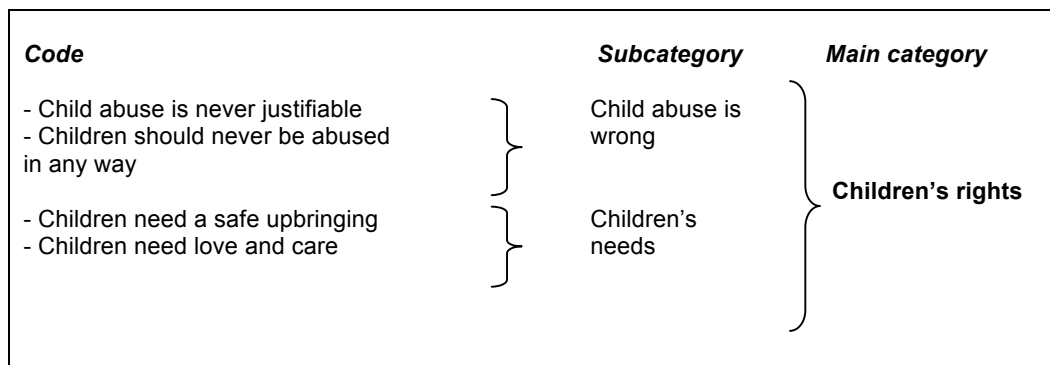 Code Subcategory Main category
- Child abuse is never justifiable Child abuse is
- Children should never be abused wrong
in any way
Children’s rights
- Children need a safe upbringing Children’s
- Children need love and care needs